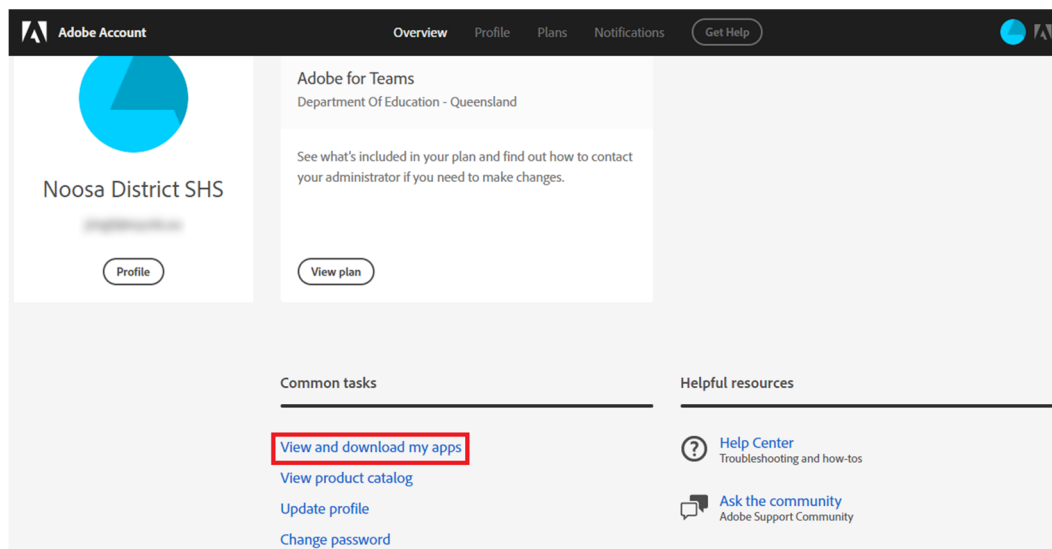 Adobe Account
Overview
Profile
Plans
Notifications
Get Help
Noosa District SHS
Profile
Adobe for Teams
Department Of Education - Queensland
See what's included in your plan and find out how to contact
your administrator if you need to make changes.
View plan
Common tasks
View and download my apps
View product catalog
Update profile
Change password
Helpful resources
Help Center
Troubleshooting and how-tos
Ask the community
Adobe Support Community